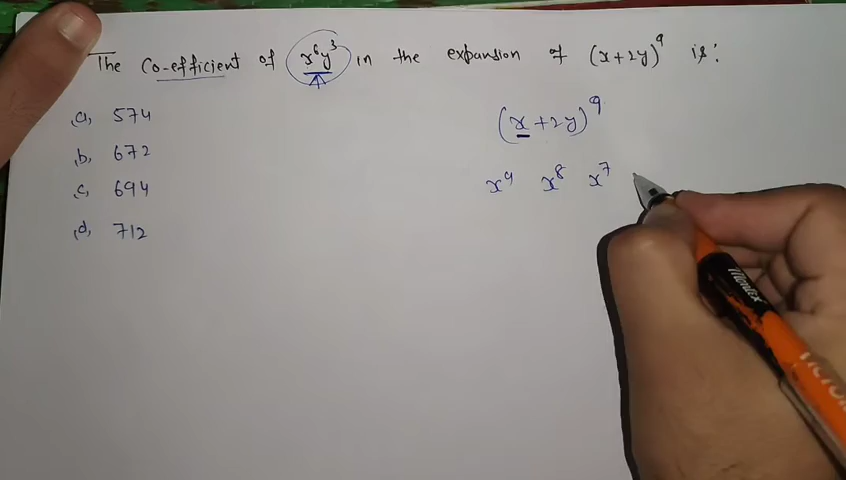 The Co-efficient of x⁶y³ in the expansion of (x+2y)⁹ is:
(a) 574
(b) 672
(c) 694
(d) 712
(x+2y)⁹
x⁹ x⁸ x⁷
Montex